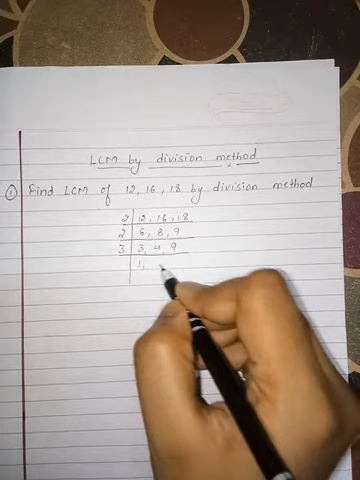 LCM by division method
① Find LCM of 12, 16, 18 by division method
2 | 12, 16, 18
2 | 6, 8, 9
3 | 3, 4, 9
| 1,